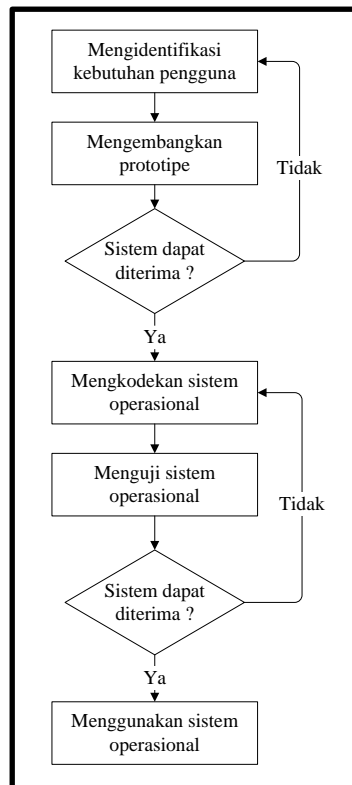 Mengidentifikasi
kebutuhan pengguna
Mengembangkan
prototipe
Tidak
Sistem dapat
diterima ?
Ya
Mengkodekan sistem
operasional
Menguji sistem
operasional
Tidak
Sistem dapat
diterima ?
Ya
Menggunakan sistem
operasional